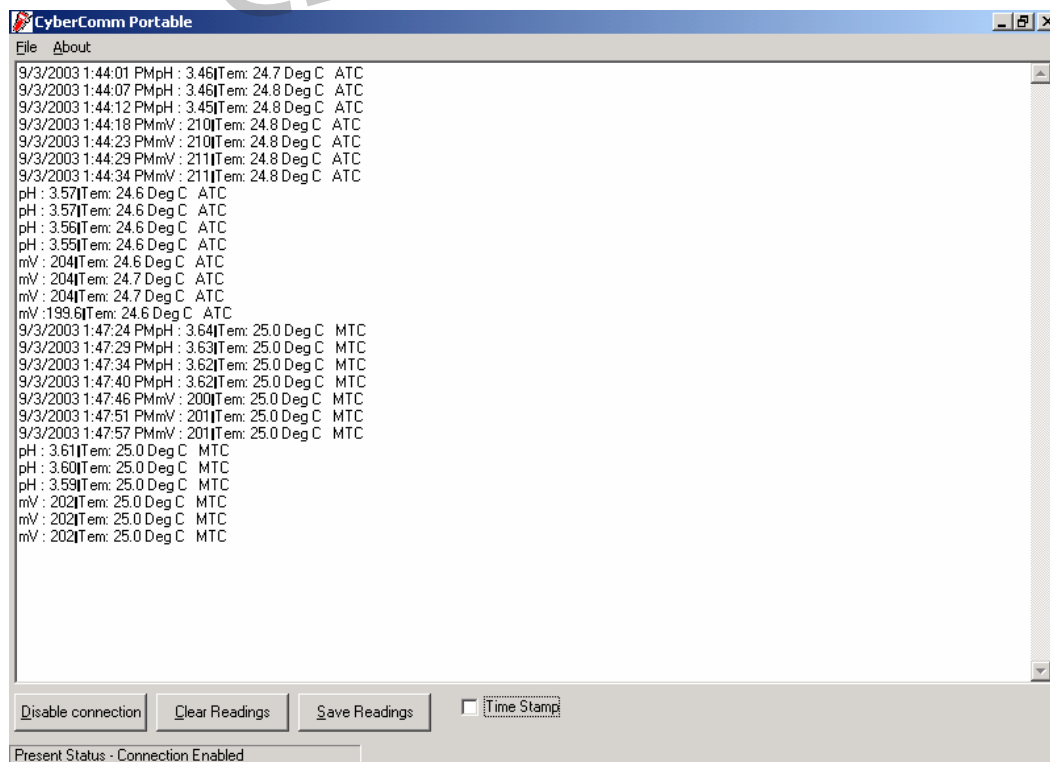 CyberComm Portable
File About
9/3/2003 1:44:01 PMpH : 3.46|Tem: 24.7 Deg C ATC
9/3/2003 1:44:07 PMpH : 3.46|Tem: 24.8 Deg C ATC
9/3/2003 1:44:12 PMpH : 3.45|Tem: 24.8 Deg C ATC
9/3/2003 1:44:18 PMmV : 210|Tem: 24.8 Deg C ATC
9/3/2003 1:44:23 PMmV : 210|Tem: 24.8 Deg C ATC
9/3/2003 1:44:29 PMmV : 211|Tem: 24.8 Deg C ATC
9/3/2003 1:44:34 PMmV : 211|Tem: 24.8 Deg C ATC
pH : 3.57|Tem: 24.6 Deg C ATC
pH : 3.57|Tem: 24.6 Deg C ATC
pH : 3.56|Tem: 24.6 Deg C ATC
pH : 3.55|Tem: 24.6 Deg C ATC
mV : 204|Tem: 24.6 Deg C ATC
mV : 204|Tem: 24.7 Deg C ATC
mV : 204|Tem: 24.7 Deg C ATC
mV :199.6|Tem: 24.6 Deg C ATC
9/3/2003 1:47:24 PMpH : 3.64|Tem: 25.0 Deg C MTC
9/3/2003 1:47:29 PMpH : 3.63|Tem: 25.0 Deg C MTC
9/3/2003 1:47:34 PMpH : 3.62|Tem: 25.0 Deg C MTC
9/3/2003 1:47:40 PMpH : 3.62|Tem: 25.0 Deg C MTC
9/3/2003 1:47:46 PMmV : 200|Tem: 25.0 Deg C MTC
9/3/2003 1:47:51 PMmV : 201|Tem: 25.0 Deg C MTC
9/3/2003 1:47:57 PMmV : 201|Tem: 25.0 Deg C MTC
pH : 3.61|Tem: 25.0 Deg C MTC
pH : 3.60|Tem: 25.0 Deg C MTC
pH : 3.59|Tem: 25.0 Deg C MTC
mV : 202|Tem: 25.0 Deg C MTC
mV : 202|Tem: 25.0 Deg C MTC
mV : 202|Tem: 25.0 Deg C MTC
Disable connection Clear Readings Save Readings Time Stamp
Present Status - Connection Enabled